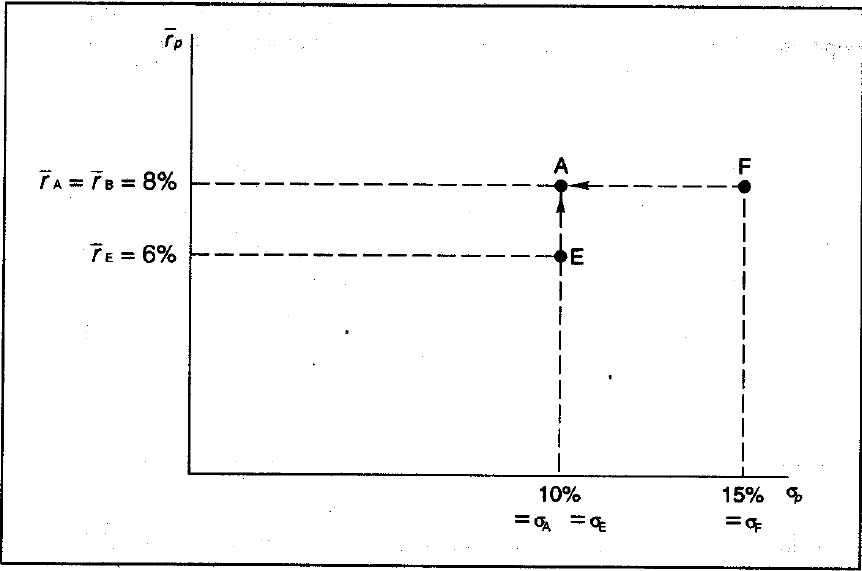 r̄p
A F
r̄A = r̄B = 8%
r̄E = 6% E
10% 15% σp
= σA = σE = σF